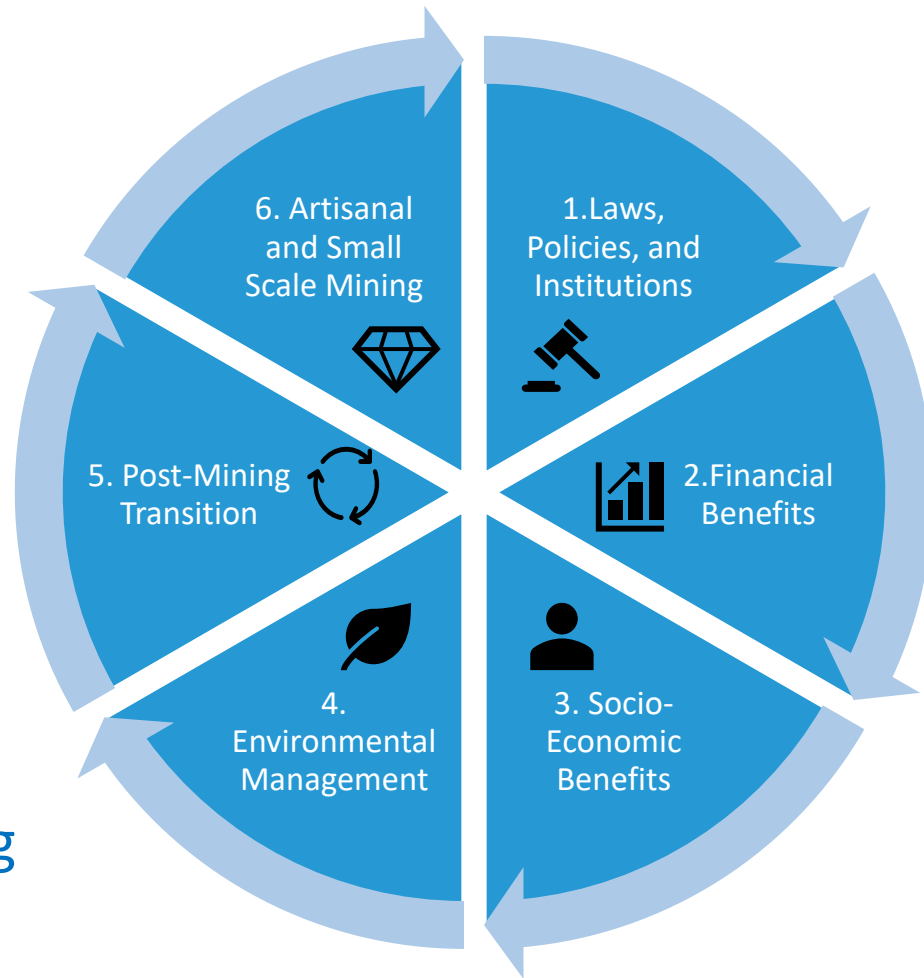 1.Laws,
Policies, and
Institutions
2.Financial
Benefits
3. Socio-
Economic
Benefits
4.
Environmental
Management
5. Post-Mining
Transition
6. Artisanal
and Small
Scale Mining
g